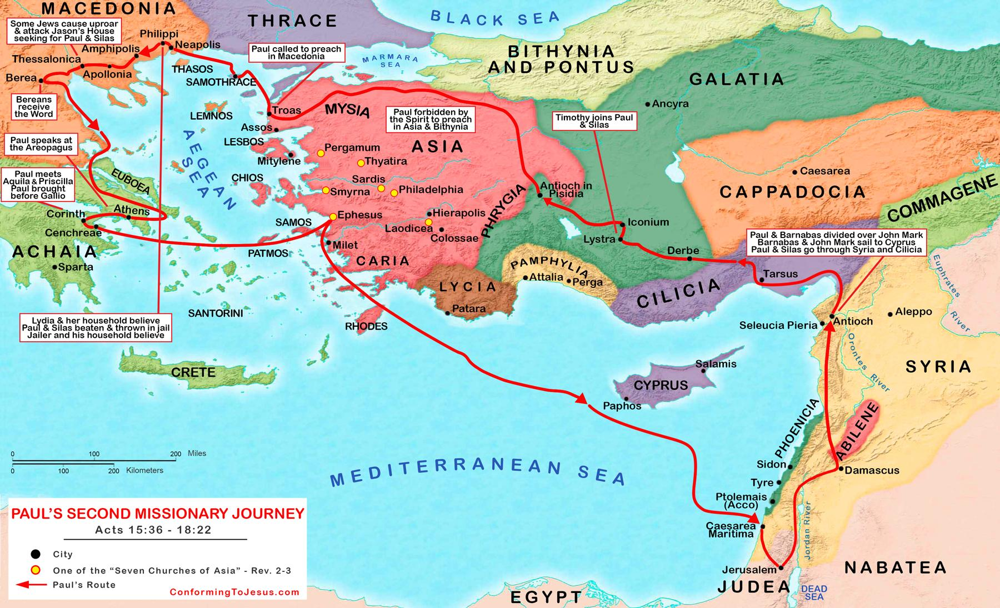 MACEDONIA
THRACE
BLACK SEA
Some Jews cause uproar
& attack Jason's House
seeking for Paul & Silas
Philippi
Neapolis
Amphipolis
Thessalonica
Apollonia
Berea
Bereans
receive
the Word
Paul called to preach
in Macedonia
MARMARA
SEA
BITHYNIA
AND PONTUS
GALATIA
Ancyra
THASOS
SAMOTHRACE
LEMNOS
Troas
MYSIA
Assos
LESBOS
Mitylene
Paul forbidden by
the Spirit to preach
in Asia & Bithynia
Timothy joins Paul
& Silas
ASIA
Pergamum
Thyatira
Sardis
Smyrna
Philadelphia
AEGEAN
SEA
CHIOS
Paul speaks at
the Areopagus
Paul meets
Aquila & Priscilla
Paul brought
before Gallio
EUBOEA
Athens
Corinth
Cenchreae
ACHAIA
Sparta
SAMOS
Ephesus
Hierapolis
Laodicea
Colossae
PHRYGIA
Antioch in
Pisidia
Iconium
Lystra
Derbe
Caesarea
CAPPADOCIA
COMMAGENE
Paul & Barnabas divided over John Mark
Barnabas & John Mark sail to Cyprus
Paul & Silas go through Syria and Cilicia
PATMOS
Milet
CARIA
LYCIA
Patara
PAMPHYLIA
Attalia
Perga
CILICIA
Tarsus
Euphrates
River
Aleppo
Antioch
Seleucia Pieria
Orontes River
SYRIA
SANTORINI
RHODES
Lydia & her household believe
Paul & Silas beaten & thrown in jail
Jailer and his household believe
CRETE
Salamis
CYPRUS
Paphos
PHOENICIA
ABILENE
Sidon
Damascus
Tyre
Ptolemais
(Acco)
Caesarea
Maritima
Jordan River
Jerusalem
JUDEA
DEAD
SEA
NABATEA
EGYPT
MEDITERRANEAN SEA
0 100 200 Miles
0 100 200 Kilometers
PAUL'S SECOND MISSIONARY JOURNEY
Acts 15:36 - 18:22
City
One of the “Seven Churches of Asia” - Rev. 2-3
Paul's Route
ConformingToJesus.com